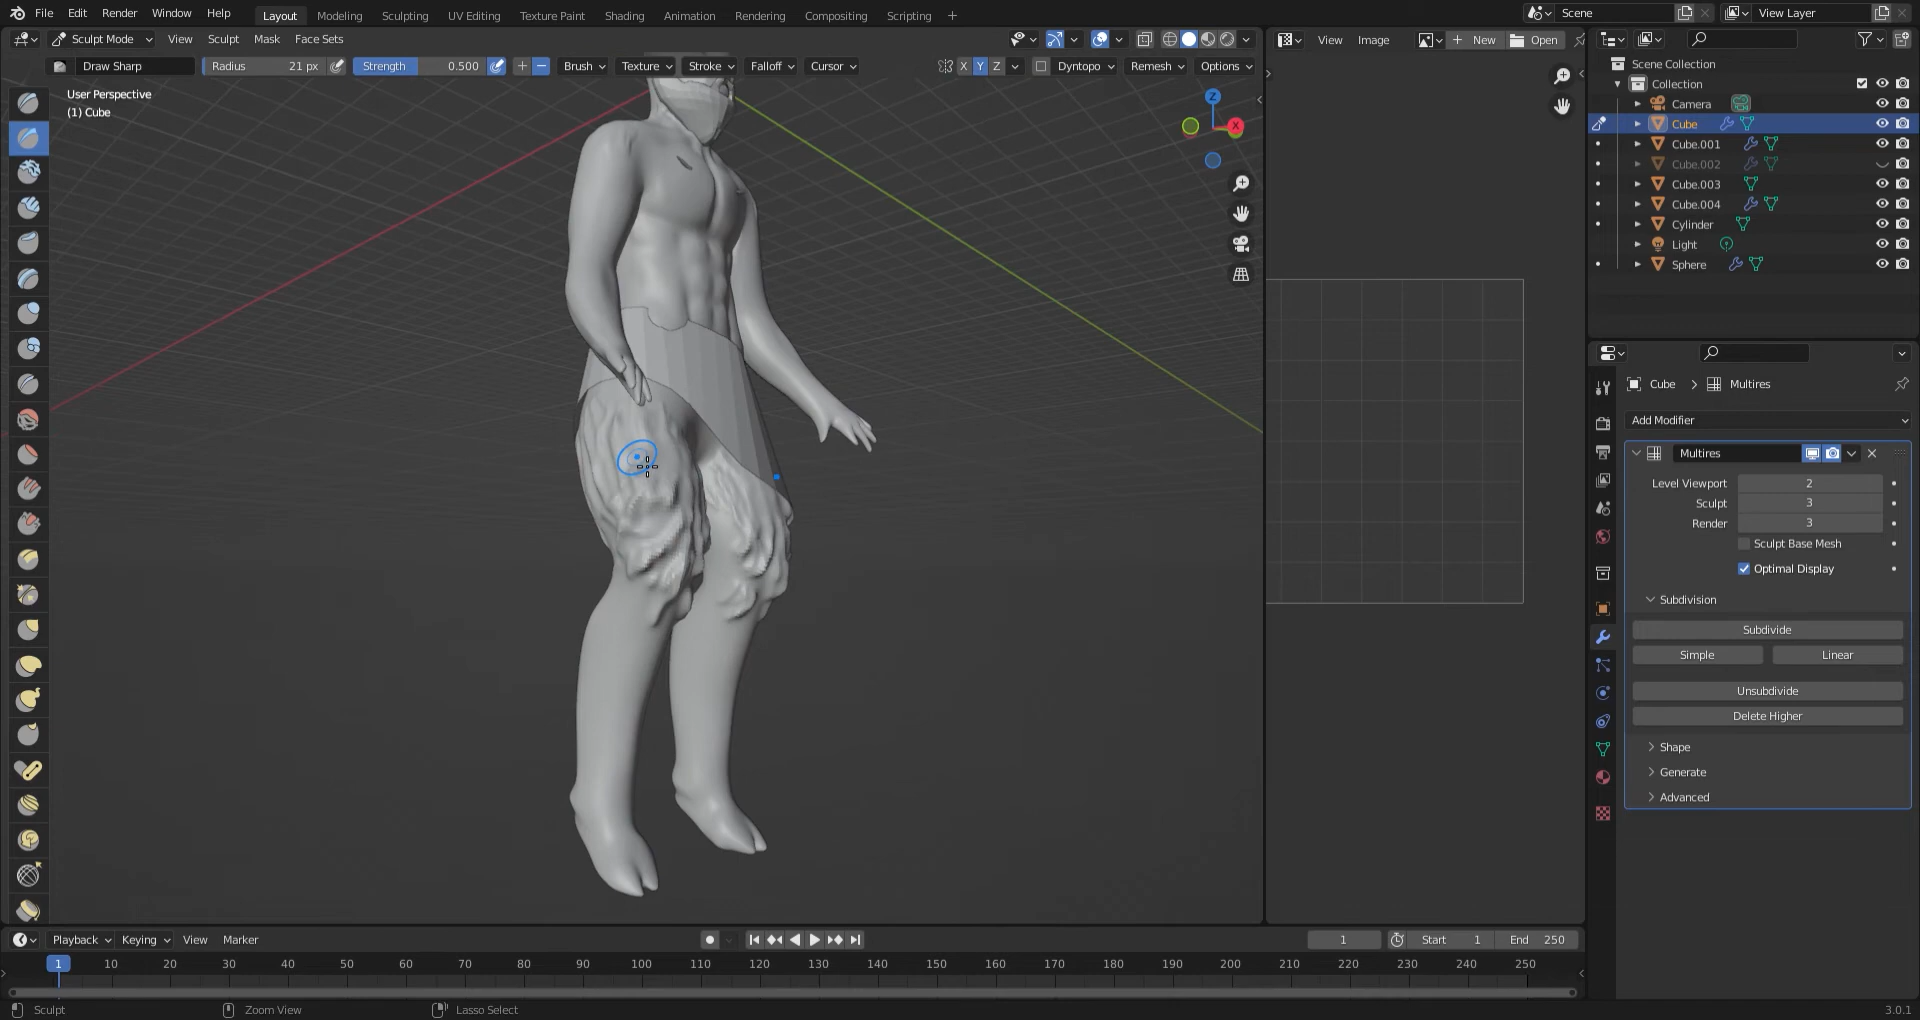 File Edit Render Window Help Layout Modeling Sculpting UV Editing Texture Paint Shading Animation Rendering Compositing Scripting + Scene View Layer
Sculpt Mode View Sculpt Mask Face Sets View Image New Open
Draw Sharp Radius 21 px Strength 0.500 Brush Texture Stroke Falloff Cursor X Y Z Dyntopo Remesh Options
User Perspective
(1) Cube
Z
X
Scene Collection
Collection
Camera
Cube
Cube.001
Cube.002
Cube.003
Cube.004
Cylinder
Light
Sphere
Cube > Multires
Add Modifier
Multires
Level Viewport 2
Sculpt 3
Render 3
Sculpt Base Mesh
Optimal Display
Subdivision
Subdivide
Simple Linear
Unsubdivide
Delete Higher
Shape
Generate
Advanced
Playback Keying View Marker 1 Start 1 End 250
1 10 20 30 40 50 60 70 80 90 100 110 120 130 140 150 160 170 180 190 200 210 220 230 240 250
Sculpt Zoom View Lasso Select 3.0.1